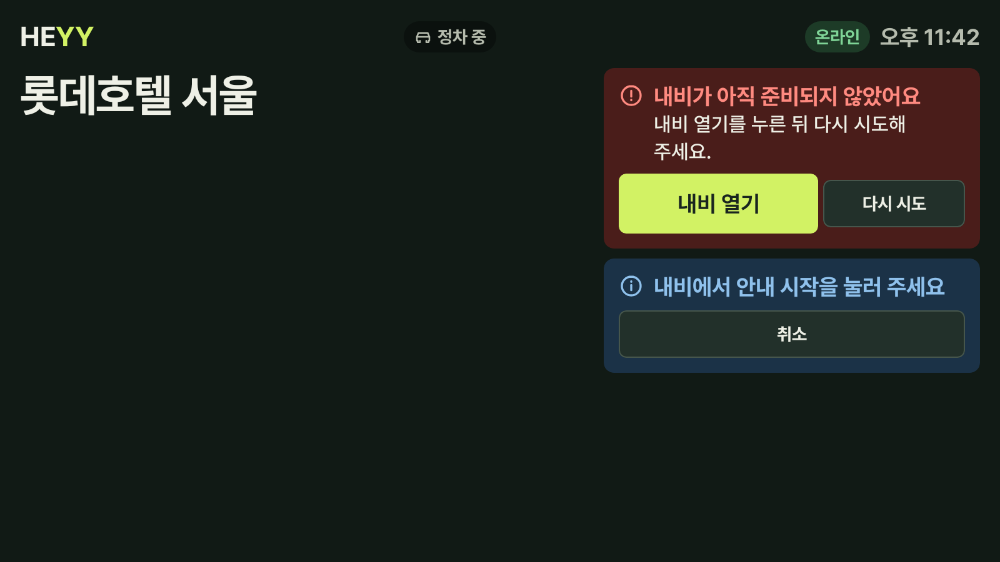 HEYY
정차 중
온라인
오후 11:42
롯데호텔 서울
내비가 아직 준비되지 않았어요
내비 열기를 누른 뒤 다시 시도해
주세요.
내비 열기
다시 시도
내비에서 안내 시작을 눌러 주세요
취소